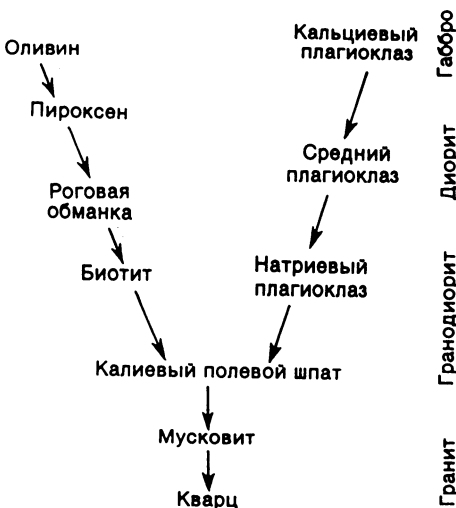 Оливин
Пироксен
Роговая
обманка
Биотит
Кальциевый
плагиоклаз
Средний
плагиоклаз
Натриевый
плагиоклаз
Калиевый полевой шпат
Мусковит
Кварц
Габбро
Диорит
Гранодиорит
Гранит